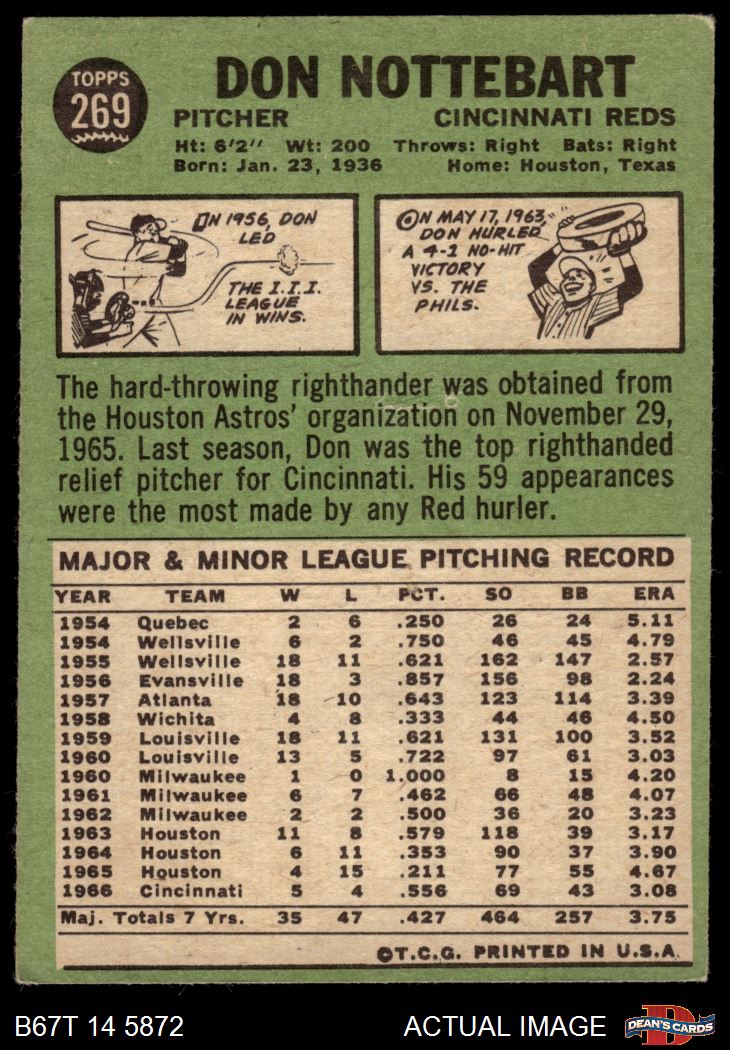 TOPPS
269
DON NOTTEBART
PITCHER CINCINNATI REDS
Ht: 6'2" Wt: 200 Throws: Right Bats: Right
Born: Jan. 23, 1936 Home: Houston, Texas
IN 1956, DON
LED
THE I.I.I.
LEAGUE
IN WINS.
ON MAY 17, 1963,
DON HURLED
A 4-1 NO-HIT
VICTORY
VS. THE
PHILS.
The hard-throwing righthander was obtained from
the Houston Astros' organization on November 29,
1965. Last season, Don was the top righthanded
relief pitcher for Cincinnati. His 59 appearances
were the most made by any Red hurler.
MAJOR & MINOR LEAGUE PITCHING RECORD
YEAR TEAM W L PCT. SO BB ERA
1954 Quebec 2 6 .250 26 24 5.11
1954 Wellsville 6 2 .750 46 45 4.79
1955 Wellsville 18 11 .621 162 147 2.57
1956 Evansville 18 3 .857 156 98 2.24
1957 Atlanta 18 10 .643 123 114 3.39
1958 Wichita 4 8 .333 44 46 4.50
1959 Louisville 18 11 .621 131 100 3.52
1960 Louisville 13 5 .722 97 61 3.03
1960 Milwaukee 1 0 1.000 8 15 4.20
1961 Milwaukee 6 7 .462 66 48 4.07
1962 Milwaukee 2 2 .500 36 20 3.23
1963 Houston 11 8 .579 118 39 3.17
1964 Houston 6 11 .353 90 37 3.90
1965 Houston 4 15 .211 77 55 4.67
1966 Cincinnati 5 4 .556 69 43 3.08
Maj. Totals 7 Yrs. 35 47 .427 464 257 3.75
©T.C.G. PRINTED IN U.S.A.
B67T 14 5872 ACTUAL IMAGE
D
DEAN'S CARDS